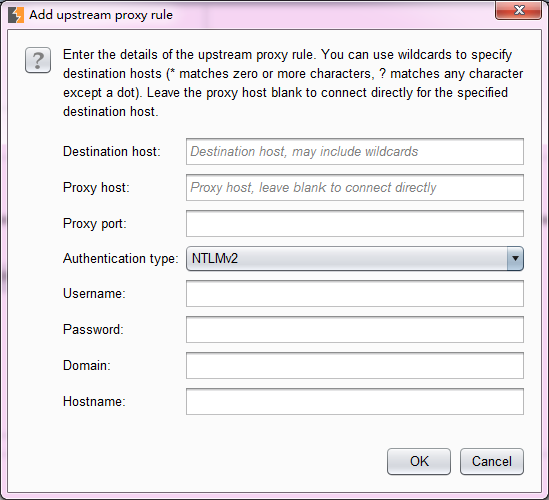 Add upstream proxy rule
Enter the details of the upstream proxy rule. You can use wildcards to specify
destination hosts (* matches zero or more characters, ? matches any character
except a dot). Leave the proxy host blank to connect directly for the specified
destination host.
Destination host: Destination host, may include wildcards
Proxy host: Proxy host, leave blank to connect directly
Proxy port:
Authentication type: NTLMv2
Username:
Password:
Domain:
Hostname:
OK Cancel